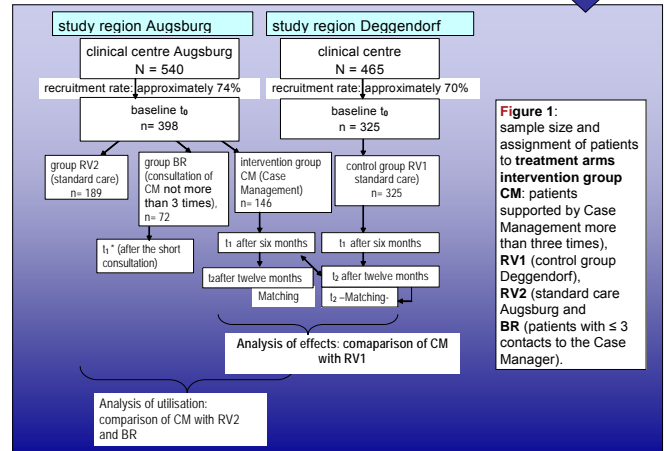 study region Augsburg
study region Deggendorf
clinical centre Augsburg
N = 540
clinical centre
N = 465
recruitment rate: approximately 74%
recruitment rate: approximately 70%
baseline t₀
n= 398
baseline t₀
n= 325
group RV2
(standard care)
n= 189
group BR
(consultation of
CM not more
than 3 times),
n= 72
intervention group
CM (Case
Management)
n= 146
control group RV1
standard care)
n= 325
t₁* (after the short
consultation)
t₁ after six months
t₁ after six months
t₂after twelve months
t₂ after twelve months
Matching
t₂ –Matching-
Analysis of effects: comaparison of CM
with RV1
Analysis of utilisation:
comparison of CM with RV2
and BR
Figure 1:
sample size and
assignment of patients
to treatment arms
intervention group
CM: patients
supported by Case
Management more
than three times),
RV1 (control group
Deggendorf),
RV2 (standard care
Augsburg and
BR (patients with ≤ 3
contacts to the Case
Manager).